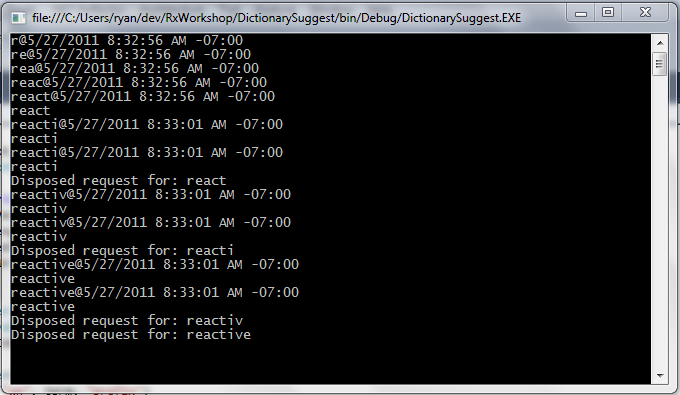 file:///C:/Users/ryan/dev/RxWorkshop/DictionarySuggest/bin/Debug/DictionarySuggest.EXE
r@5/27/2011 8:32:56 AM -07:00
re@5/27/2011 8:32:56 AM -07:00
rea@5/27/2011 8:32:56 AM -07:00
reac@5/27/2011 8:32:56 AM -07:00
react@5/27/2011 8:32:56 AM -07:00
react
reacti@5/27/2011 8:33:01 AM -07:00
reacti
reacti@5/27/2011 8:33:01 AM -07:00
reacti
Disposed request for: react
reactiv@5/27/2011 8:33:01 AM -07:00
reactiv
reactiv@5/27/2011 8:33:01 AM -07:00
reactiv
Disposed request for: reacti
reactive@5/27/2011 8:33:01 AM -07:00
reactive
reactive@5/27/2011 8:33:01 AM -07:00
reactive
Disposed request for: reactiv
Disposed request for: reactive